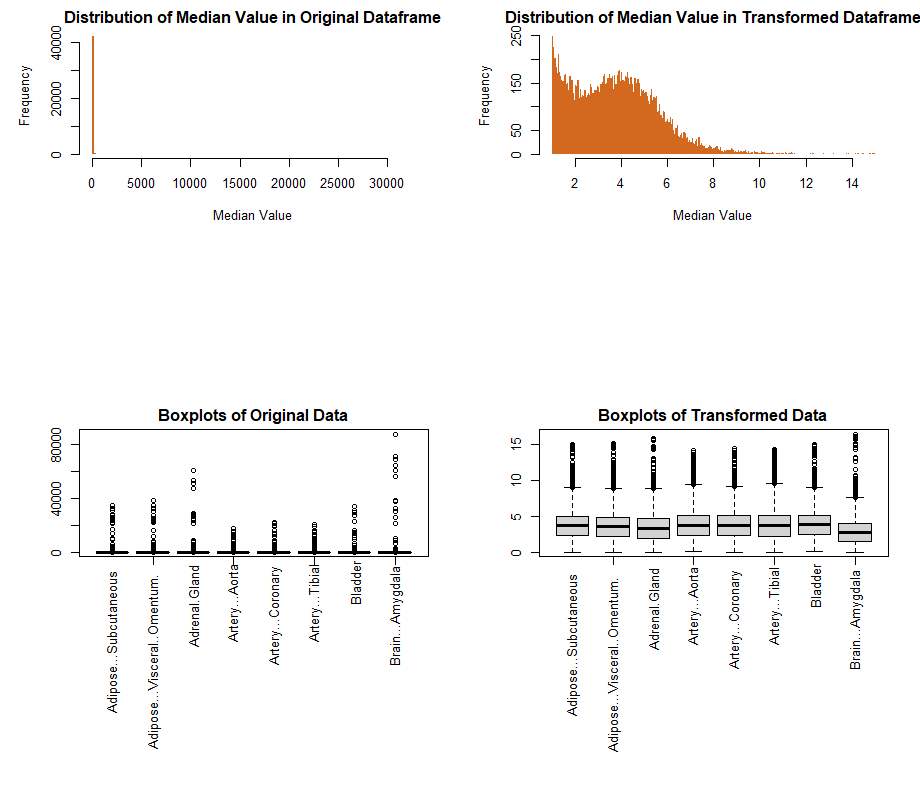 Distribution of Median Value in Original Dataframe
Frequency
40000
20000
0
0 5000 10000 15000 20000 25000 30000
Median Value
Distribution of Median Value in Transformed Dataframe
Frequency
250
150
50
0
2 4 6 8 10 12 14
Median Value
Boxplots of Original Data
80000
40000
0
Adipose...Subcutaneous
Adipose...Visceral..Omentum.
Adrenal.Gland
Artery...Aorta
Artery...Coronary
Artery...Tibial
Bladder
Brain...Amygdala
Boxplots of Transformed Data
15
10
5
0
Adipose...Subcutaneous
Adipose...Visceral..Omentum.
Adrenal.Gland
Artery...Aorta
Artery...Coronary
Artery...Tibial
Bladder
Brain...Amygdala